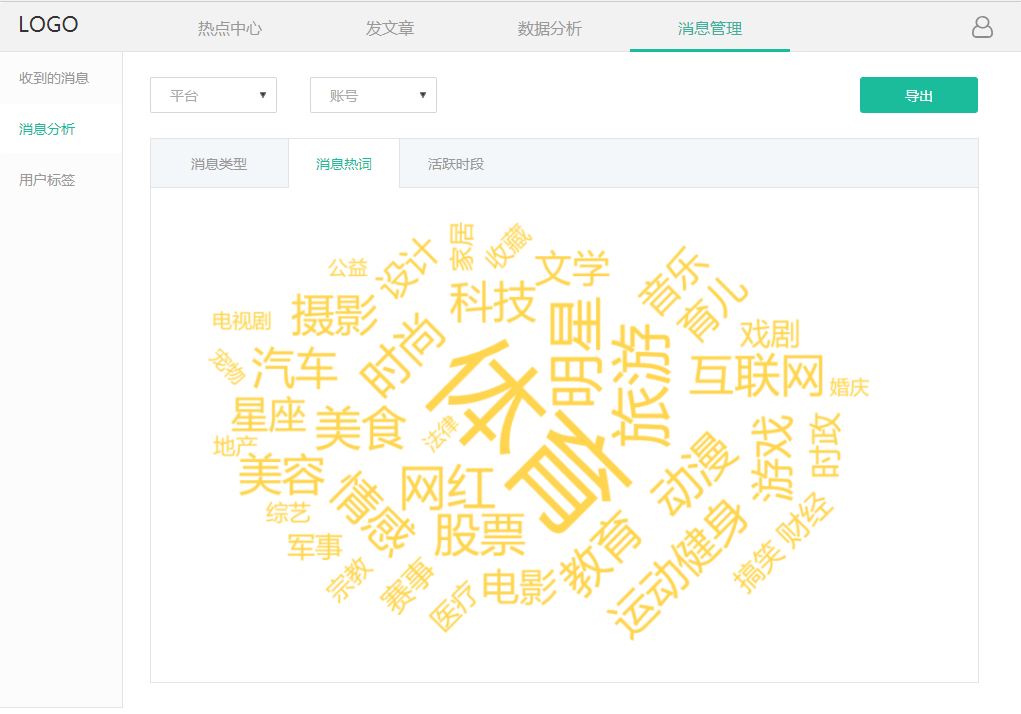 LOGO
热点中心
发文章
数据分析
消息管理
收到的消息
消息分析
用户标签
平台
账号
导出
消息类型
消息热词
活跃时段
家居
收藏
公益
设计
文学
音乐
科技
育儿
摄影
明星
电视剧
时尚
旅游
戏剧
宠物
汽车
互联网
婚庆
体育
星座
美食
法律
地产
游戏
时政
美容
情感
网红
动漫
综艺
股票
财经
军事
教育
运动健身
搞笑
宗教
赛事
医疗
电影